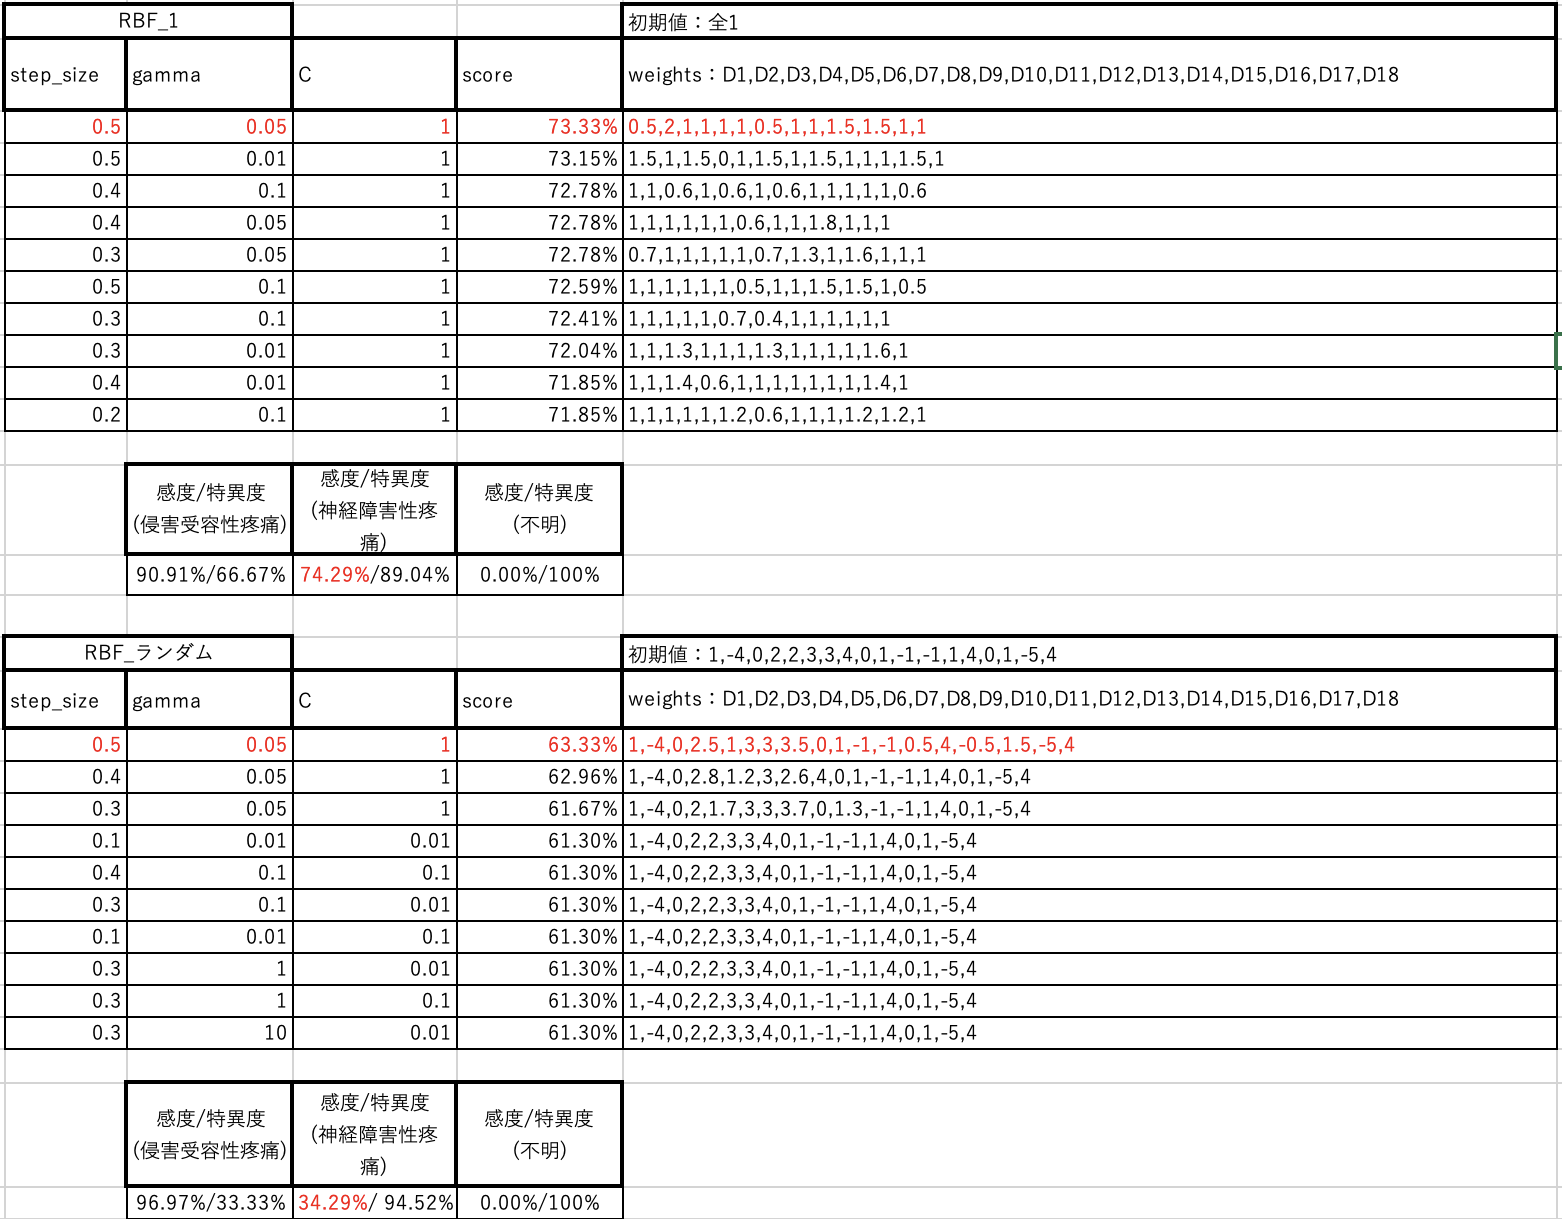 RBF_1 初期値：全1
step_size gamma C score weights：D1,D2,D3,D4,D5,D6,D7,D8,D9,D10,D11,D12,D13,D14,D15,D16,D17,D18
0.5 0.05 1 73.33% 0.5,2,1,1,1,1,0.5,1,1,1.5,1.5,1,1
0.5 0.01 1 73.15% 1.5,1,1.5,0,1,1.5,1,1.5,1,1,1,1.5,1
0.4 0.1 1 72.78% 1,1,0.6,1,0.6,1,0.6,1,1,1,1,1,0.6
0.4 0.05 1 72.78% 1,1,1,1,1,1,0.6,1,1,1.8,1,1,1
0.3 0.05 1 72.78% 0.7,1,1,1,1,1,0.7,1.3,1,1.6,1,1,1
0.5 0.1 1 72.59% 1,1,1,1,1,1,0.5,1,1,1.5,1.5,1,0.5
0.3 0.1 1 72.41% 1,1,1,1,1,0.7,0.4,1,1,1,1,1,1
0.3 0.01 1 72.04% 1,1,1.3,1,1,1,1.3,1,1,1,1,1.6,1
0.4 0.01 1 71.85% 1,1,1.4,0.6,1,1,1,1,1,1,1,1.4,1
0.2 0.1 1 71.85% 1,1,1,1,1,1.2,0.6,1,1,1,1.2,1.2,1
感度/特異度
(侵害受容性疼痛)
感度/特異度
(神経障害性疼
痛)
感度/特異度
(不明)
90.91%/66.67% 74.29%/89.04% 0.00%/100%
RBF_ランダム 初期値：1,-4,0,2,2,3,3,4,0,1,-1,-1,1,4,0,1,-5,4
step_size gamma C score weights：D1,D2,D3,D4,D5,D6,D7,D8,D9,D10,D11,D12,D13,D14,D15,D16,D17,D18
0.5 0.05 1 63.33% 1,-4,0,2.5,1,3,3,3.5,0,1,-1,-1,0.5,4,-0.5,1.5,-5,4
0.4 0.05 1 62.96% 1,-4,0,2.8,1.2,3,2.6,4,0,1,-1,-1,1,4,0,1,-5,4
0.3 0.05 1 61.67% 1,-4,0,2,1.7,3,3,3.7,0,1.3,-1,-1,1,4,0,1,-5,4
0.1 0.01 0.01 61.30% 1,-4,0,2,2,3,3,4,0,1,-1,-1,1,4,0,1,-5,4
0.4 0.1 0.1 61.30% 1,-4,0,2,2,3,3,4,0,1,-1,-1,1,4,0,1,-5,4
0.3 0.1 0.01 61.30% 1,-4,0,2,2,3,3,4,0,1,-1,-1,1,4,0,1,-5,4
0.1 0.01 0.1 61.30% 1,-4,0,2,2,3,3,4,0,1,-1,-1,1,4,0,1,-5,4
0.3 1 0.01 61.30% 1,-4,0,2,2,3,3,4,0,1,-1,-1,1,4,0,1,-5,4
0.3 1 0.1 61.30% 1,-4,0,2,2,3,3,4,0,1,-1,-1,1,4,0,1,-5,4
0.3 10 0.01 61.30% 1,-4,0,2,2,3,3,4,0,1,-1,-1,1,4,0,1,-5,4
感度/特異度
(侵害受容性疼痛)
感度/特異度
(神経障害性疼
痛)
感度/特異度
(不明)
96.97%/33.33% 34.29%/ 94.52% 0.00%/100%